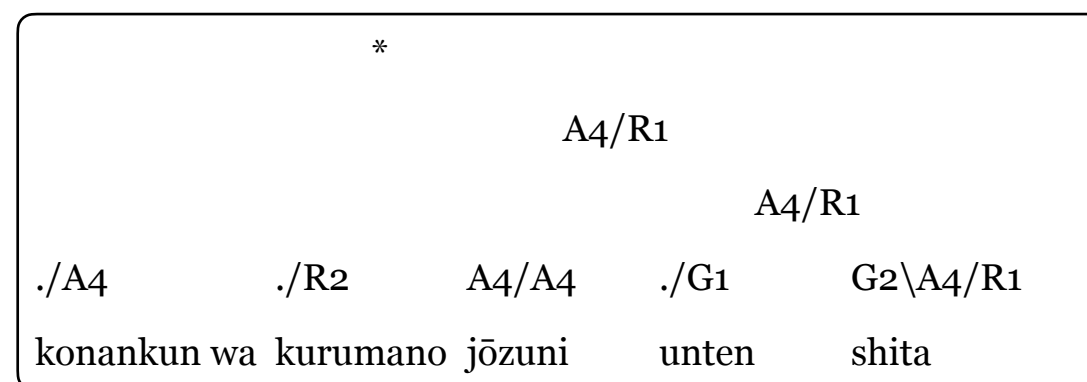 *
A4/R1
A4/R1
./A4 ./R2 A4/A4 ./G1 G2\A4/R1
konankun wa kurumano jōzuni unten shita